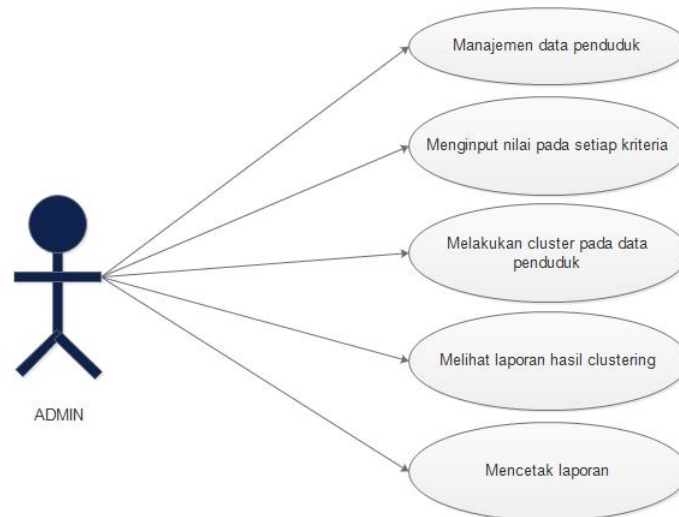 Manajemen data penduduk
Menginput nilai pada setiap kriteria
Melakukan cluster pada data
penduduk
Melihat laporan hasil clustering
ADMIN
Mencetak laporan